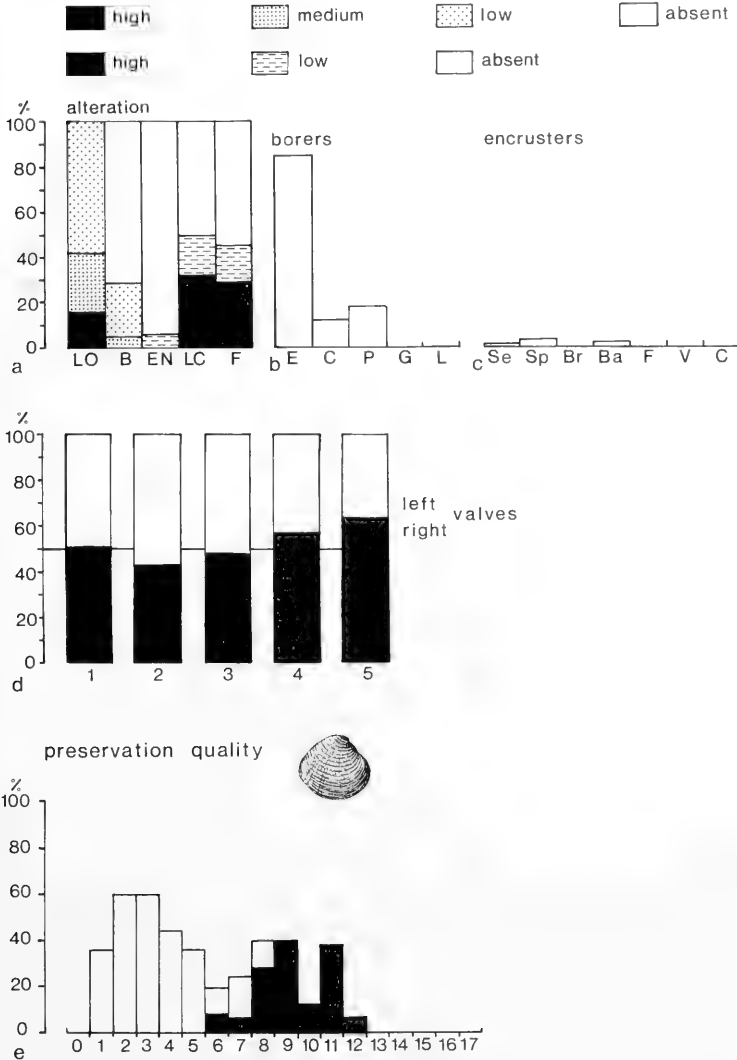 high medium low absent
high low absent
% alteration
100
borers encrusters
80
60
40
20
0
LO B EN LC F E C P G L Se Sp Br Ba F V C
a b c
%
100
80
left valves
60
right
40
20
0
1 2 3 4 5
d
preservation quality
%
100
80
60
40
20
0
0 1 2 3 4 5 6 7 8 9 10 11 12 13 14 15 16 17
e